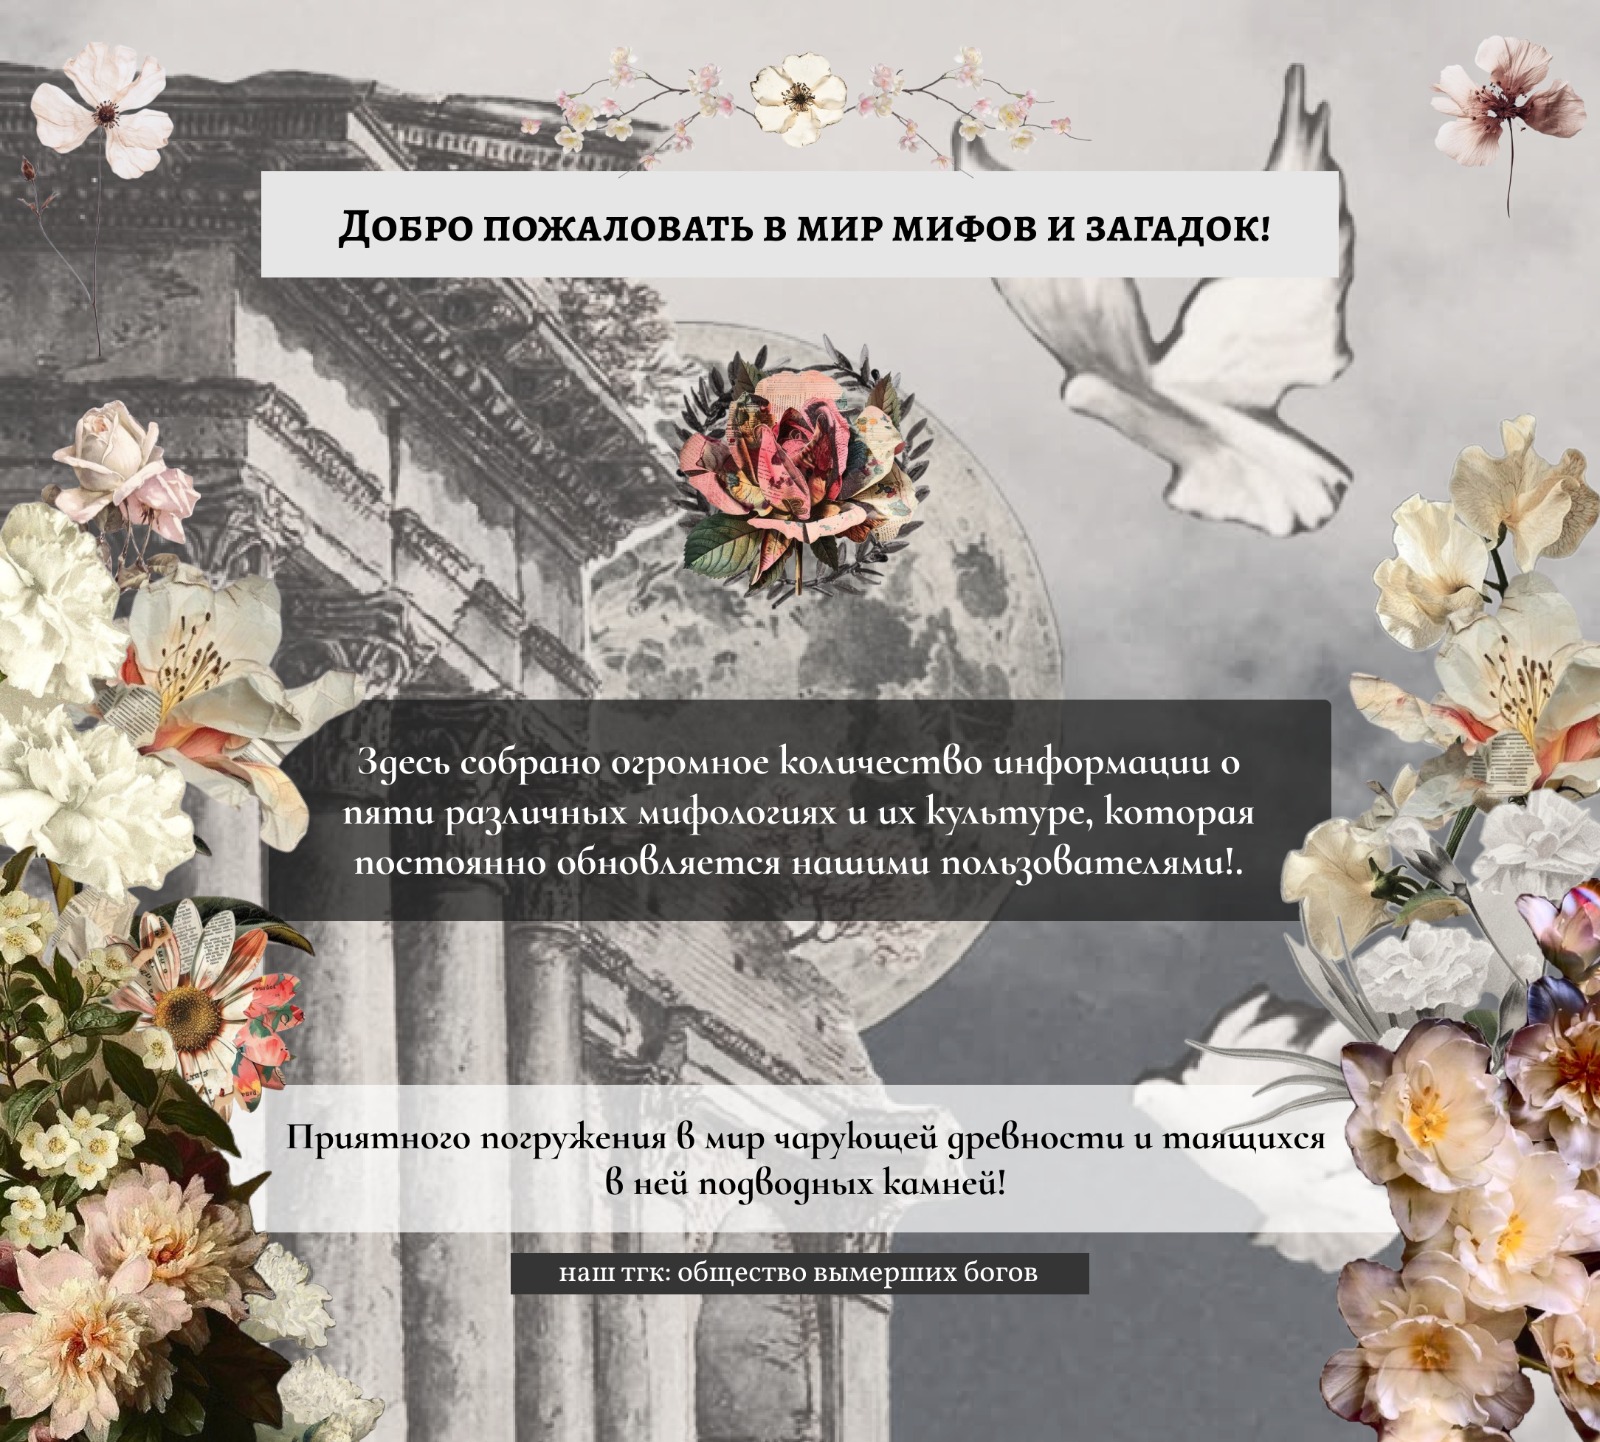 Добро пожаловать в мир мифов и загадок!
Здесь собрано огромное количество информации о
пяти различных мифологиях и их культуре, которая
постоянно обновляется нашими пользователями!.
Приятного погружения в мир чарующей древности и таящихся
в ней подводных камней!
наш тгк: общество вымерших богов